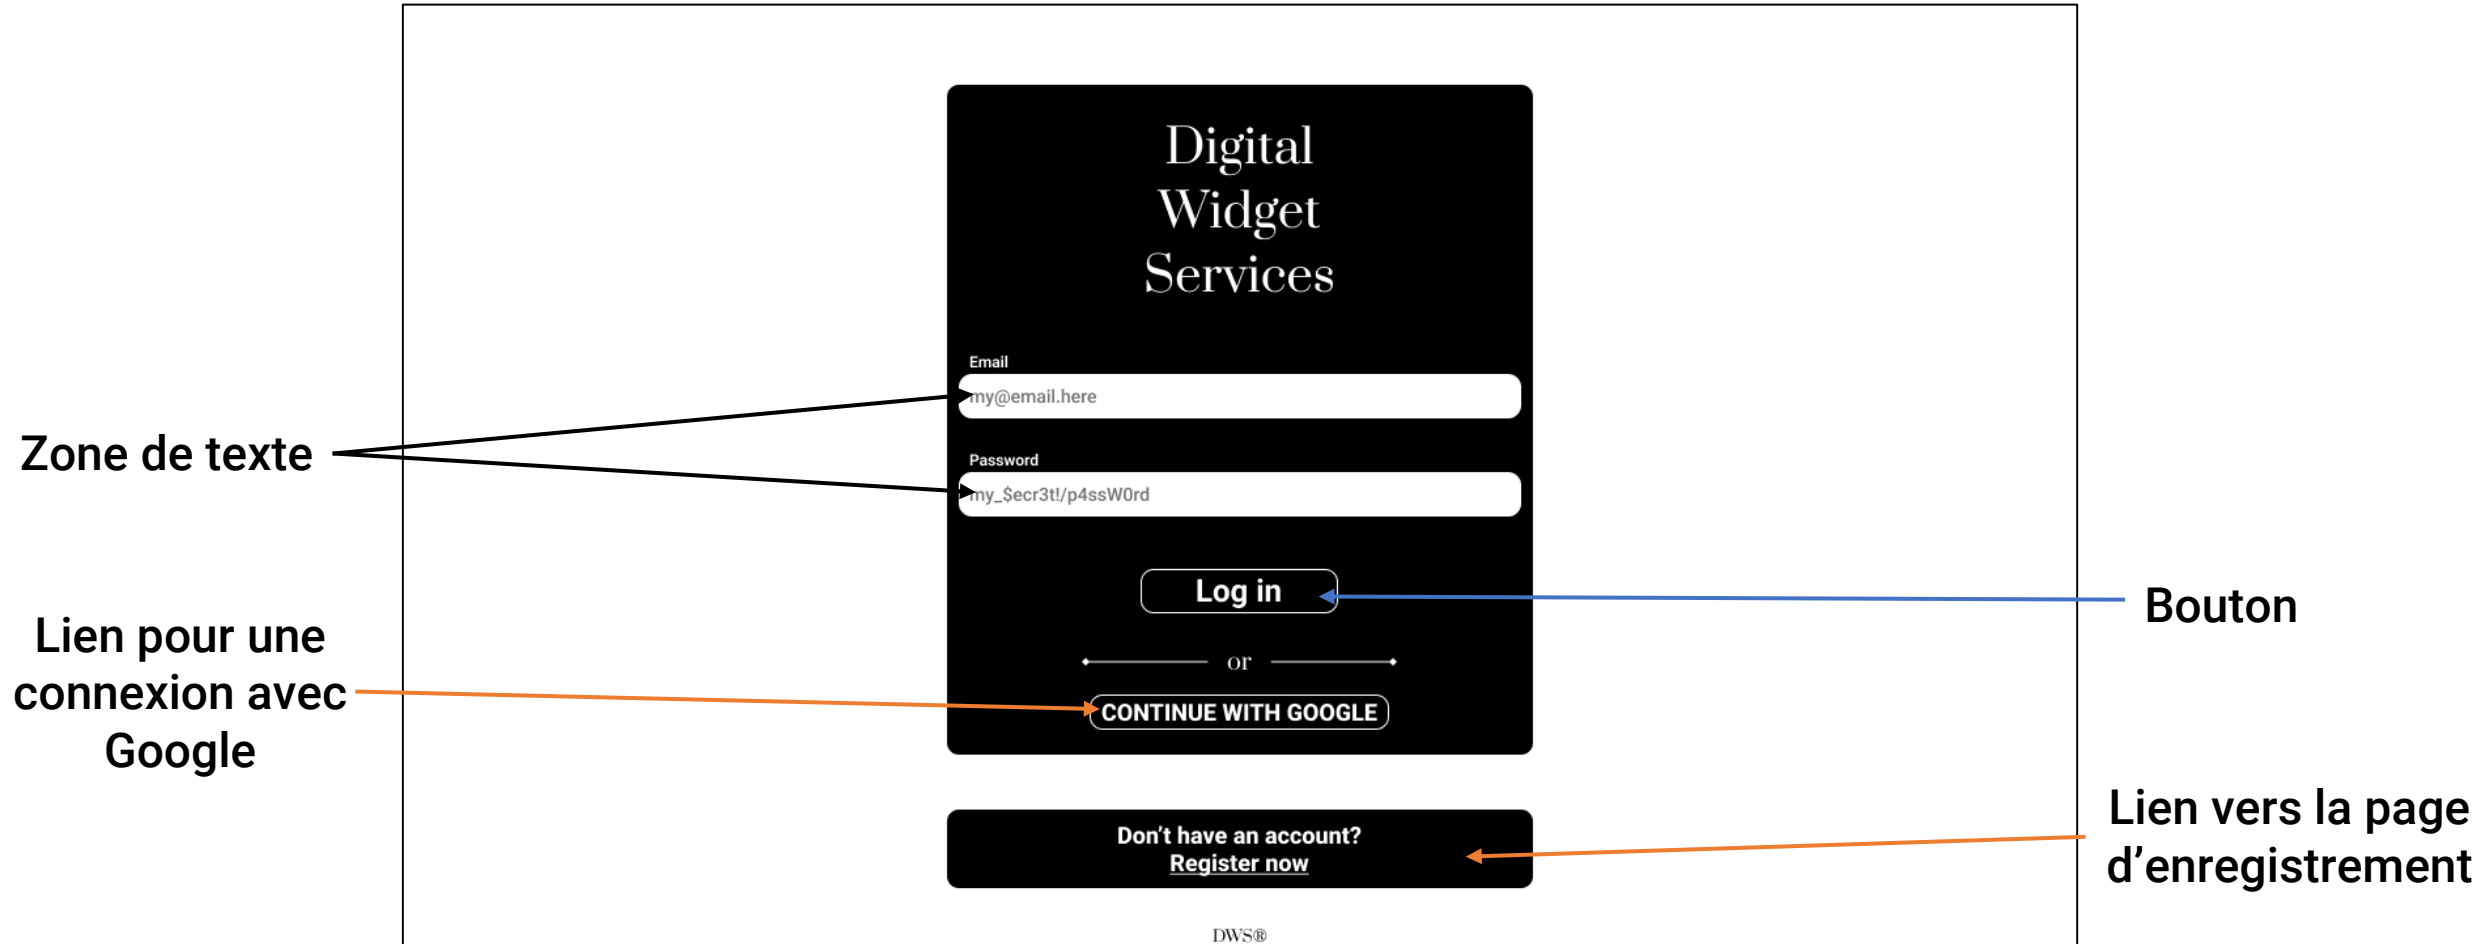 Digital
Widget
Services
Email
my@email.here
Zone de texte
Password
my_$ecr3t!/p4ssW0rd
Log in
Bouton
Lien pour une
connexion avec
Google
or
CONTINUE WITH GOOGLE
Don't have an account?
Register now
Lien vers la page
d'enregistrement
DWS®